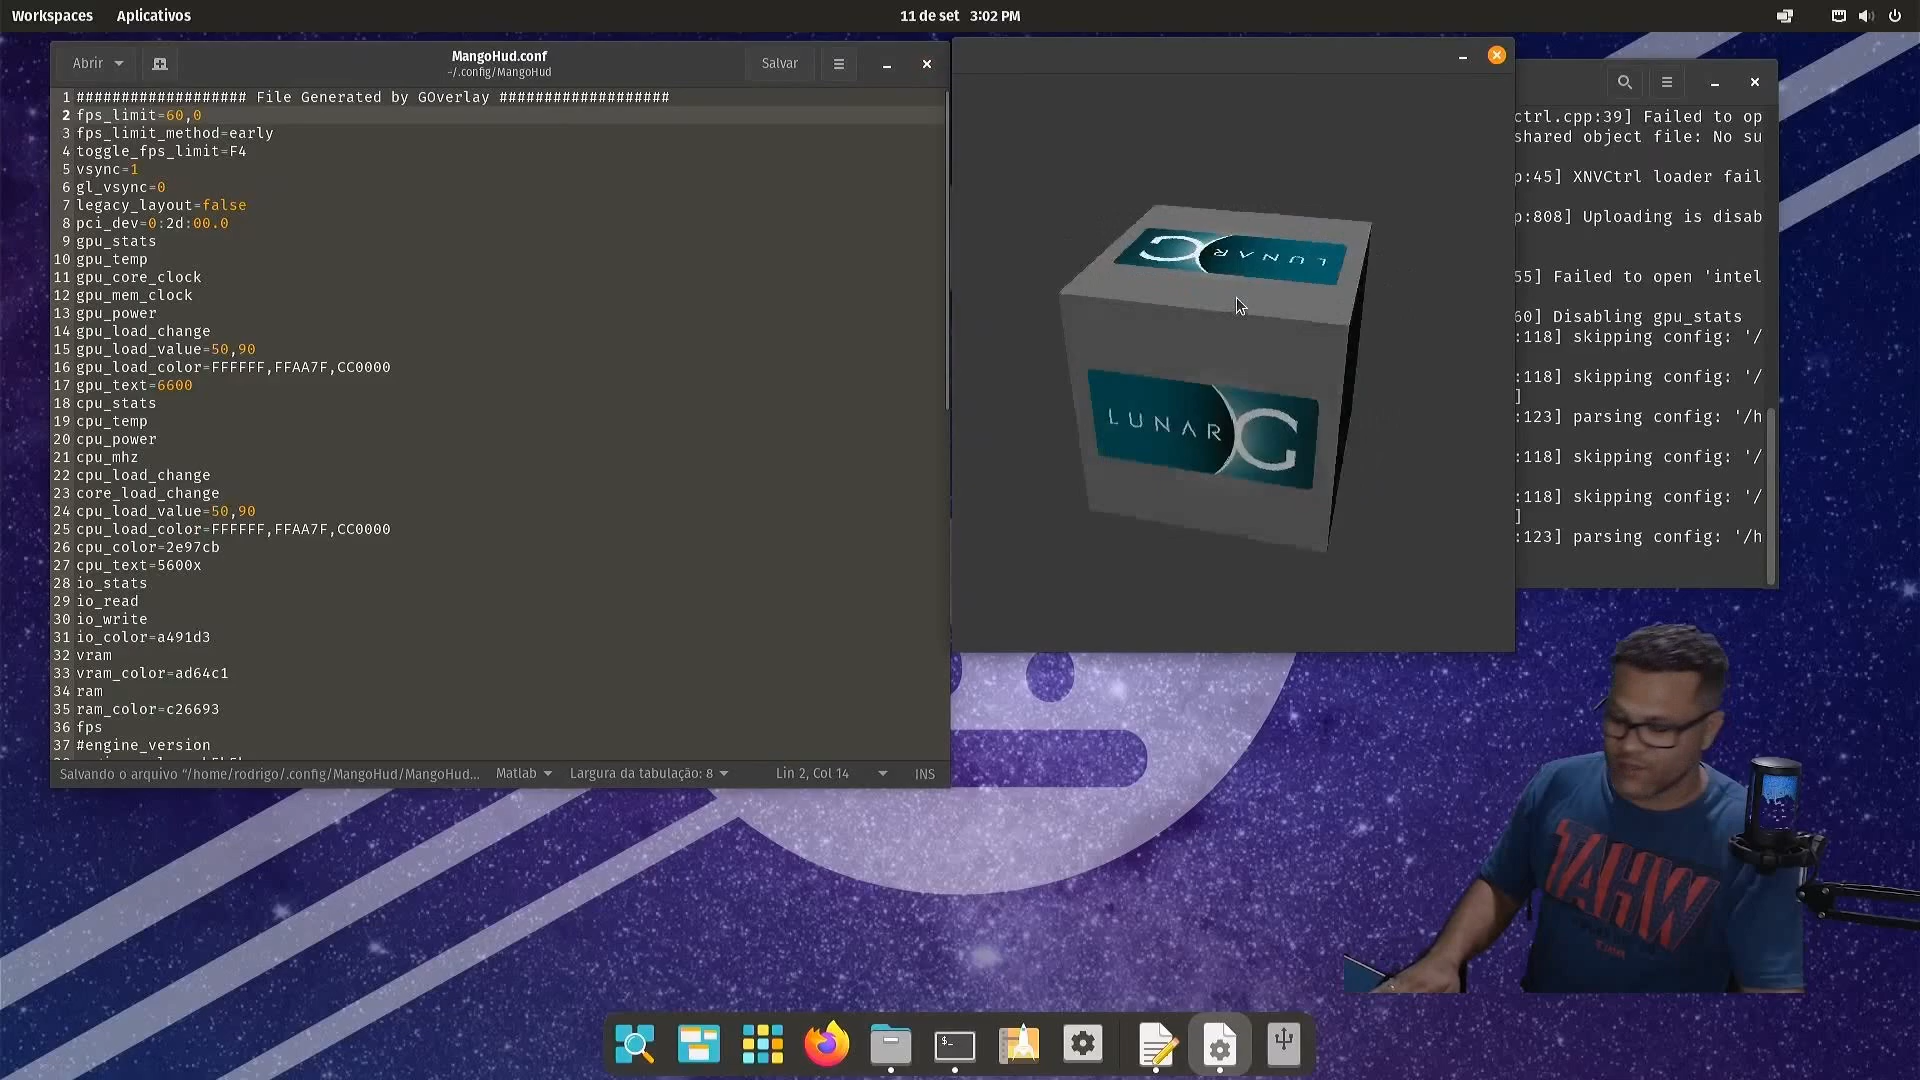 Workspaces Aplicativos 11 de set 3:02 PM
Abrir MangoHud.conf Salvar
~/.config/MangoHud
1 ################### File Generated by GOverlay ###################
2 fps_limit=60,0
3 fps_limit_method=early
4 toggle_fps_limit=F4
5 vsync=1
6 gl_vsync=0
7 legacy_layout=false
8 pci_dev=0:2d:00.0
9 gpu_stats
10 gpu_temp
11 gpu_core_clock
12 gpu_mem_clock
13 gpu_power
14 gpu_load_change
15 gpu_load_value=50,90
16 gpu_load_color=FFFFFF,FFAA7F,CC0000
17 gpu_text=6600
18 cpu_stats
19 cpu_temp
20 cpu_power
21 cpu_mhz
22 cpu_load_change
23 core_load_change
24 cpu_load_value=50,90
25 cpu_load_color=FFFFFF,FFAA7F,CC0000
26 cpu_color=2e97cb
27 cpu_text=5600x
28 io_stats
29 io_read
30 io_write
31 io_color=a491d3
32 vram
33 vram_color=ad64c1
34 ram
35 ram_color=c26693
36 fps
37 #engine_version
Salvando o arquivo “/home/rodrigo/.config/MangoHud/MangoHud... Matlab Largura da tabulação: 8 Lin 2, Col 14 INS
LUNAR G
LUNAR G
ctrl.cpp:39] Failed to op
shared object file: No su
p:45] XNVCtrl loader fail
p:808] Uploading is disab
55] Failed to open 'intel
60] Disabling gpu_stats
:118] skipping config: '/
:118] skipping config: '/
]
:123] parsing config: '/h
:118] skipping config: '/
:118] skipping config: '/
]
:123] parsing config: '/h
TAHW
$_